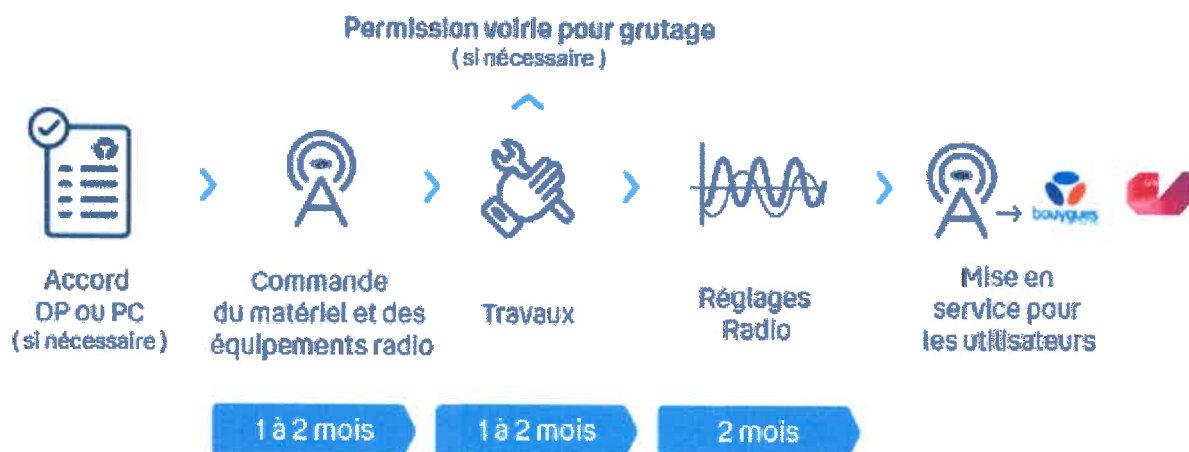 Permission voirie pour grutage
(si nécessaire)
Accord
DP ou PC
(si nécessaire)
Commande
du matériel et des
équipements radio
Travaux
Réglages
Radio
bouygues
Mise en
service pour
les utilisateurs
1 à 2 mois
1 à 2 mois
2 mois